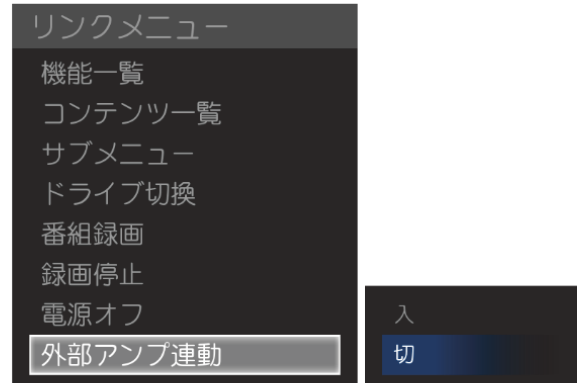 リンクメニュー
機能一覧
コンテンツ一覧
サブメニュー
ドライブ切換
番組録画
録画停止
電源オフ
外部アンプ連動
入
切